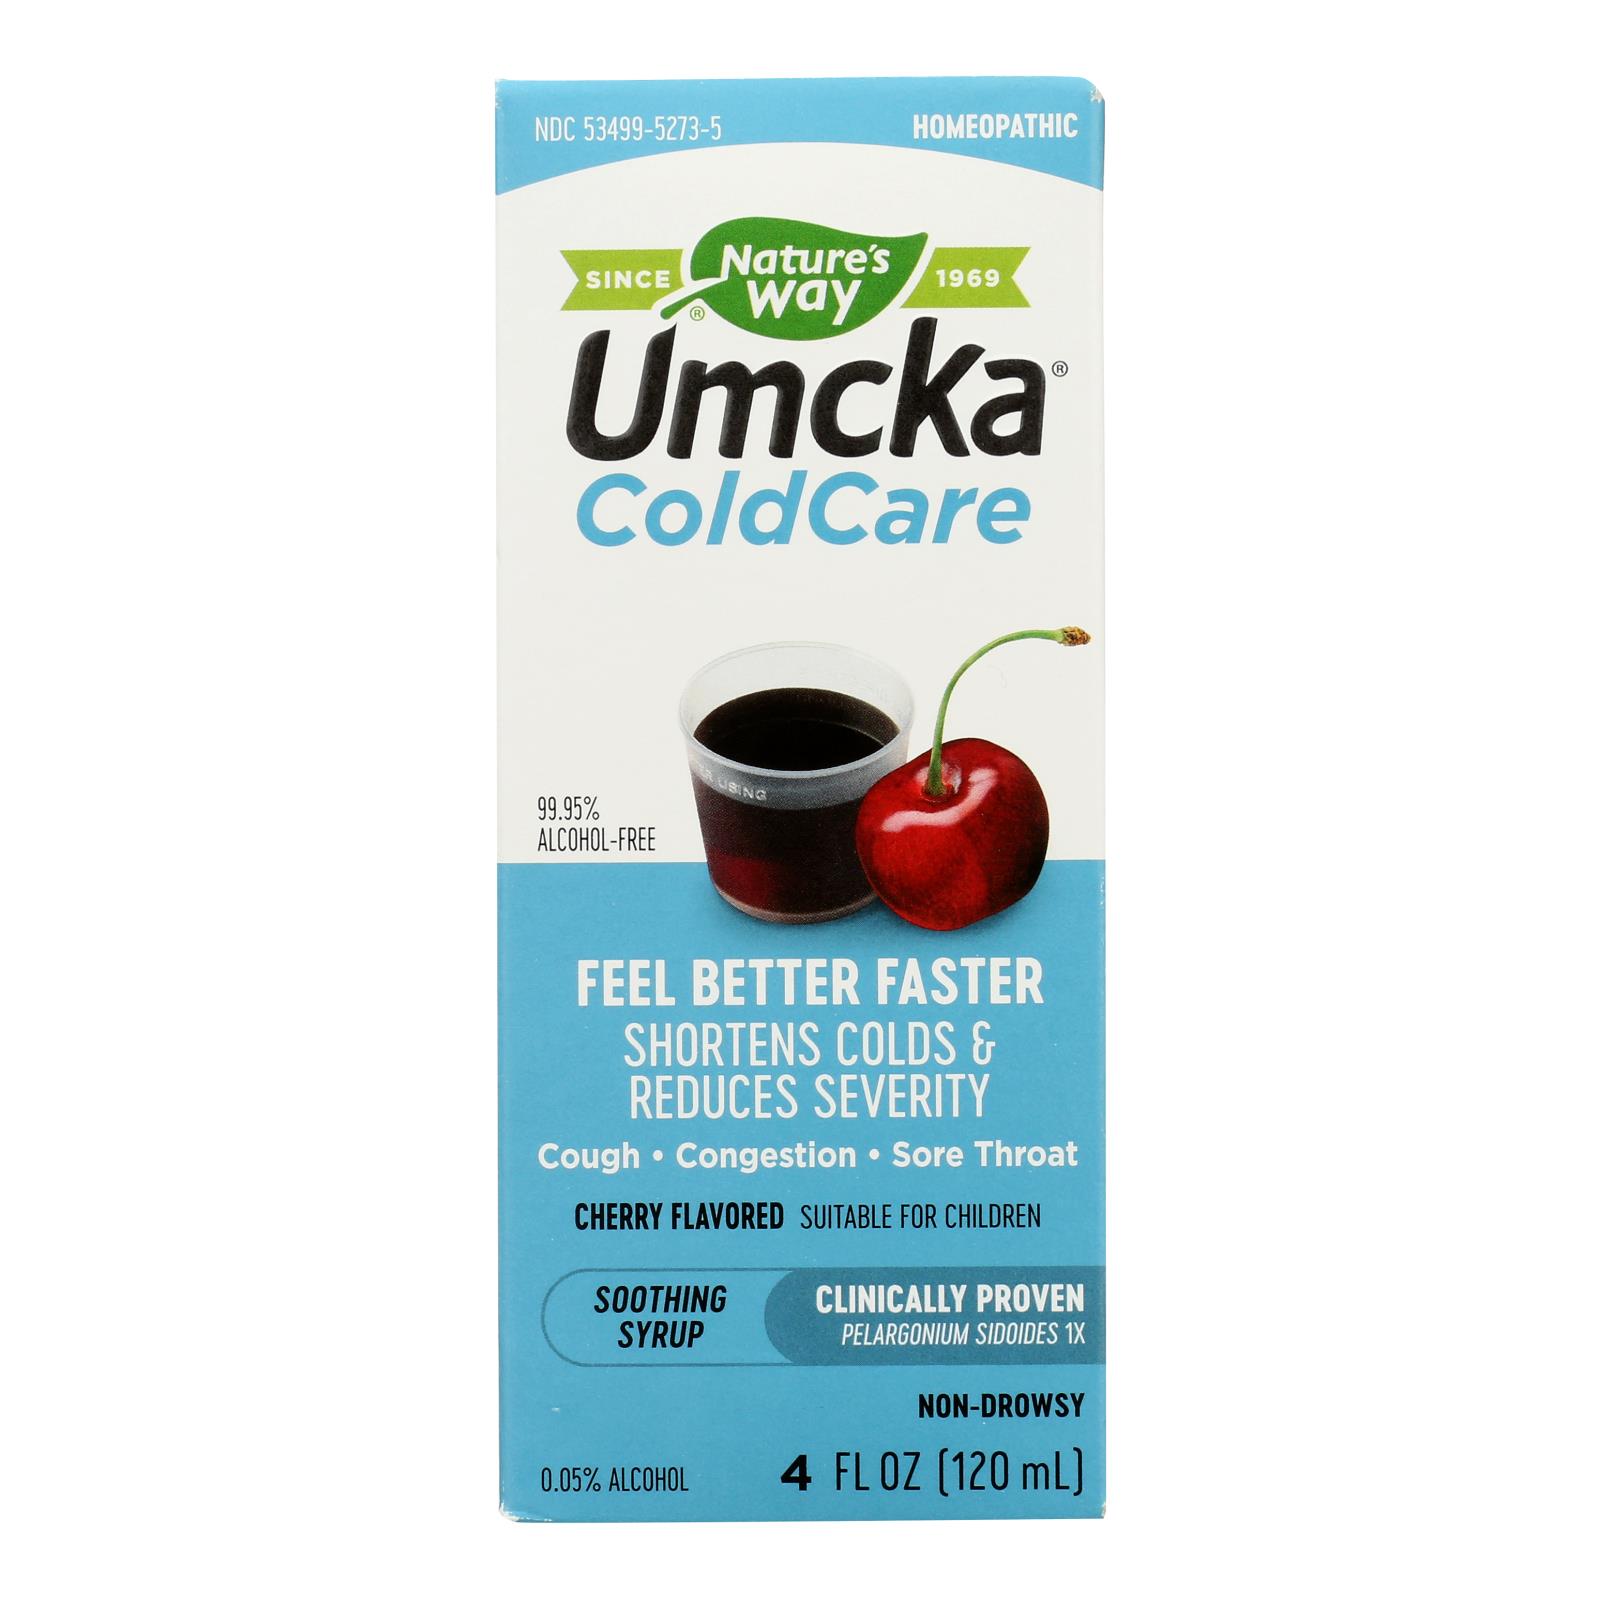 NDC 53499-5273-5 HOMEOPATHIC
SINCE Nature's Way® 1969
Umcka®
ColdCare
USING
99.95%
ALCOHOL-FREE
FEEL BETTER FASTER
SHORTENS COLDS &
REDUCES SEVERITY
Cough • Congestion • Sore Throat
CHERRY FLAVORED SUITABLE FOR CHILDREN
SOOTHING
SYRUP
CLINICALLY PROVEN
PELARGONIUM SIDOIDES 1X
NON-DROWSY
0.05% ALCOHOL 4 FL OZ (120 mL)